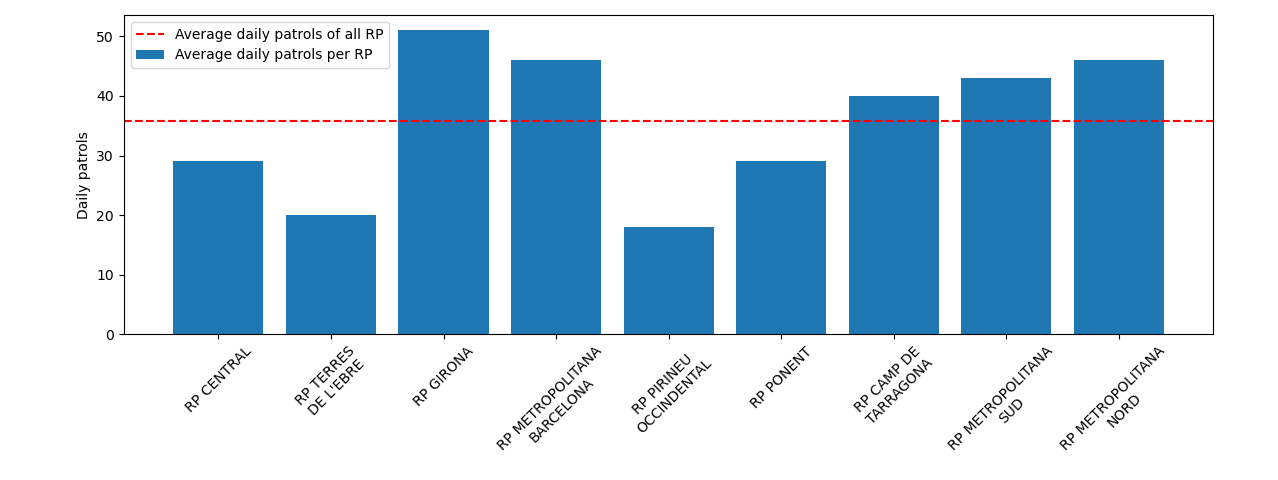 Average daily patrols of all RP
Average daily patrols per RP
Daily patrols
50
40
30
20
10
0
RP CENTRAL
RP TERRES
DE L'EBRE
RP GIRONA
RP METROPOLITANA
BARCELONA
RP PIRINEU
OCCINDENTAL
RP PONENT
RP CAMP DE
TARRAGONA
RP METROPOLITANA
SUD
RP METROPOLITANA
NORD